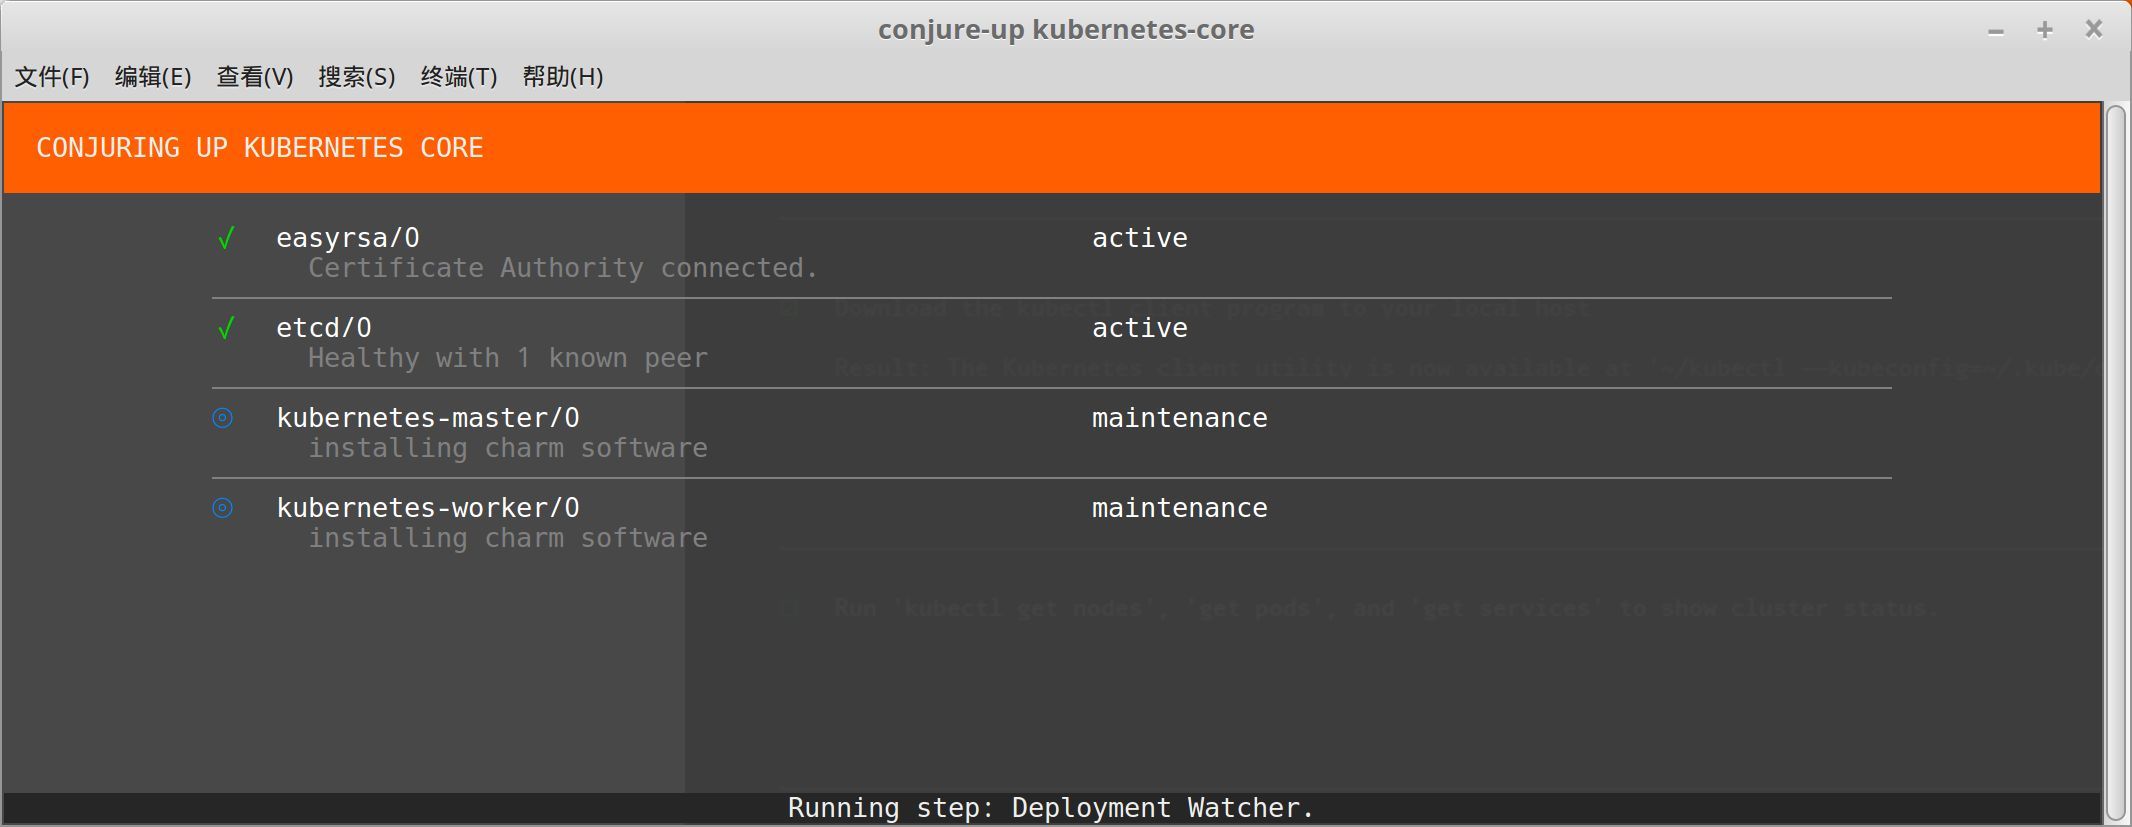 conjure-up kubernetes-core
文件(F) 编辑(E) 查看(V) 搜索(S) 终端(T) 帮助(H)
CONJURING UP KUBERNETES CORE
√ easyrsa/0 active
Certificate Authority connected.
Download the kubectl client program to your local host
√ etcd/0 active
Healthy with 1 known peer
Result: The Kubernetes client utility is now available at '~/kubectl --kubeconfig=~/.kube/
kubernetes-master/0 maintenance
installing charm software
kubernetes-worker/0 maintenance
installing charm software
Run 'kubectl get nodes', 'get pods', and 'get services' to show cluster status.
Running step: Deployment Watcher.